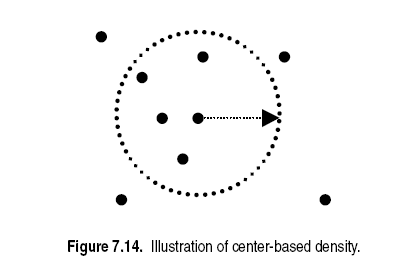 Figure 7.14. Illustration of center-based density.